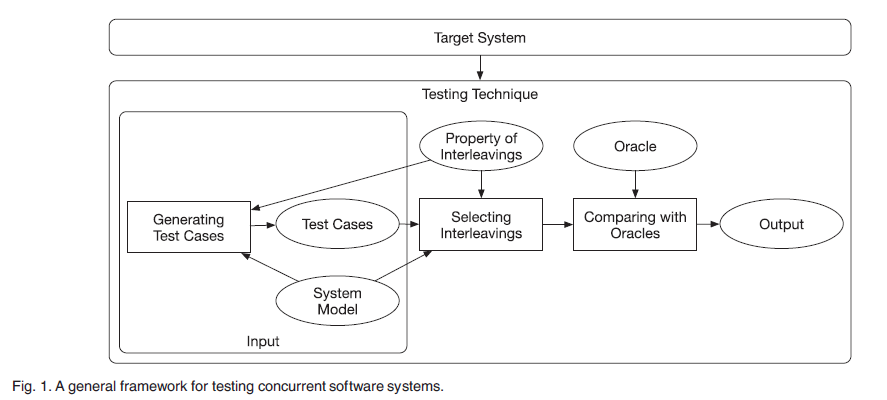 Target System
Testing Technique
Property of
Interleavings
Oracle
Generating
Test Cases
Test Cases
Selecting
Interleavings
Comparing with
Oracles
Output
System
Model
Input
Fig. 1. A general framework for testing concurrent software systems.